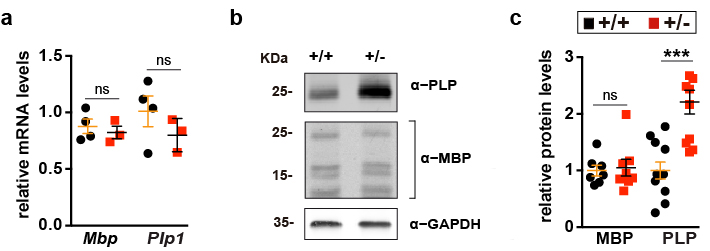 a
relative mRNA levels
1.5
1.0
0.5
0.0
ns
ns
Mbp
Plp1
b
KDa
+/+
+/-
25-
α−PLP
25-
15-
α−MBP
35-
α−GAPDH
c
+/+
+/-
relative protein levels
3
2
1
0
ns
***
MBP
PLP